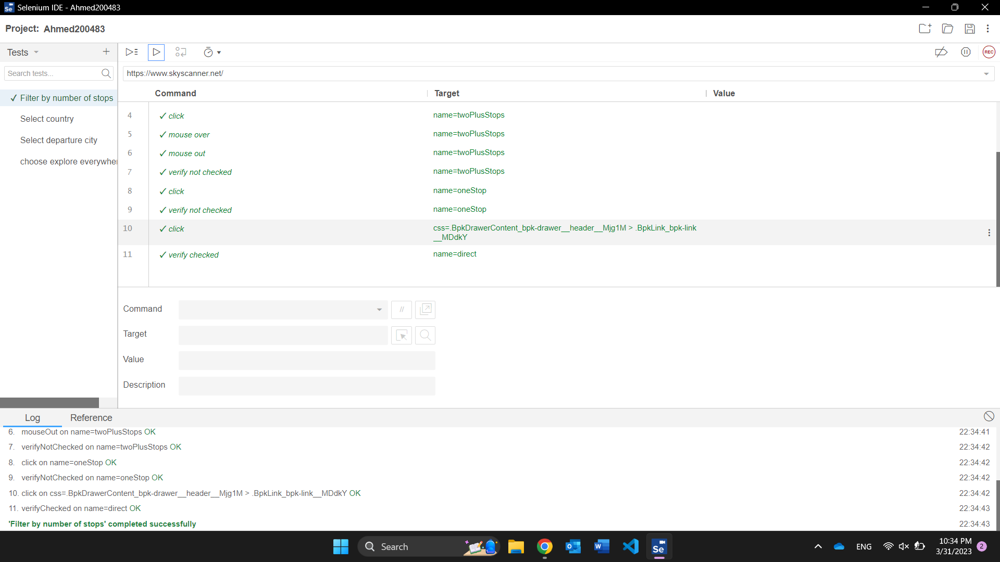 Selenium IDE - Ahmed200483
Project: Ahmed200483
Tests
Search tests...
✓ Filter by number of stops
Select country
Select departure city
choose explore everywher
REC
https://www.skyscanner.net/
Command Target Value
4 ✓ click name=twoPlusStops
5 ✓ mouse over name=twoPlusStops
6 ✓ mouse out name=twoPlusStops
7 ✓ verify not checked name=twoPlusStops
8 ✓ click name=oneStop
9 ✓ verify not checked name=oneStop
10 ✓ click css=.BpkDrawerContent_bpk-drawer__header__Mjg1M > .BpkLink_bpk-link
__MDdkY
11 ✓ verify checked name=direct
Command //
Target
Value
Description
Log Reference
6. mouseOut on name=twoPlusStops OK 22:34:41
7. verifyNotChecked on name=twoPlusStops OK 22:34:42
8. click on name=oneStop OK 22:34:42
9. verifyNotChecked on name=oneStop OK 22:34:42
10. click on css=.BpkDrawerContent_bpk-drawer__header__Mjg1M > .BpkLink_bpk-link__MDdkY OK 22:34:42
11. verifyChecked on name=direct OK 22:34:43
'Filter by number of stops' completed successfully 22:34:43
Search
Se
ENG
10:34 PM
3/31/2023
2